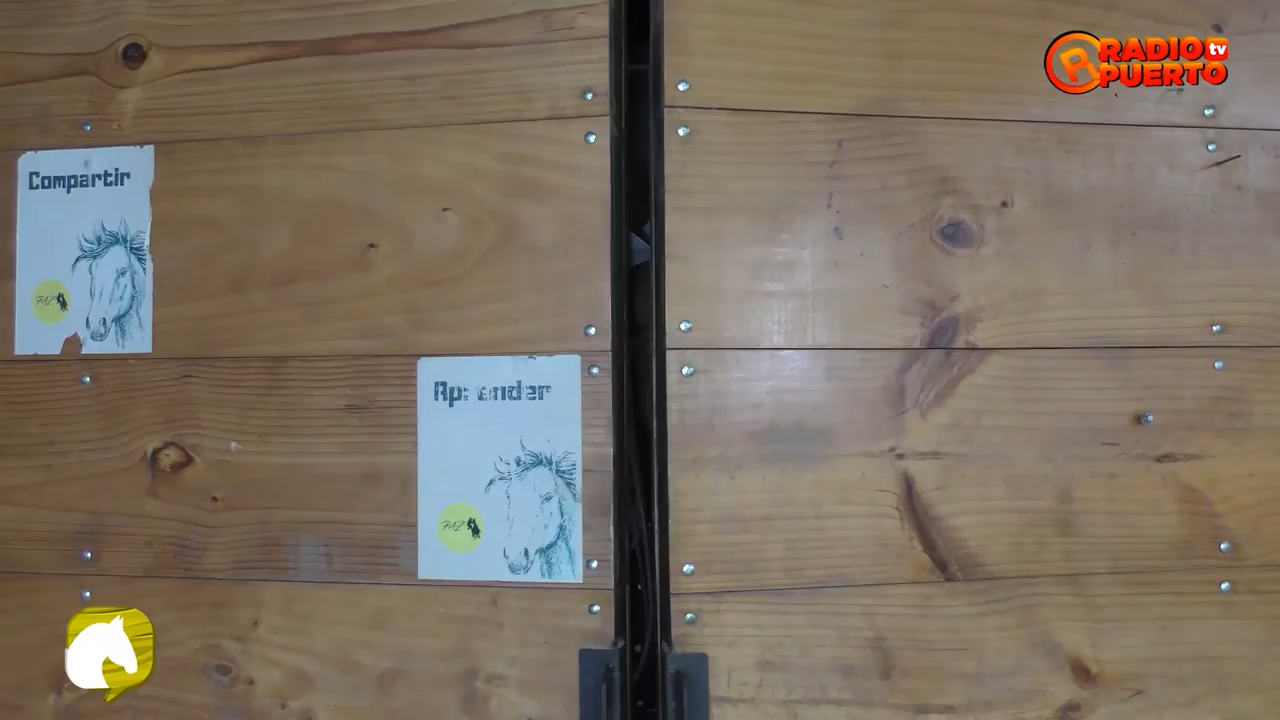 RADIO tv
PUERTO
Compartir
PAZ
Aprender
PAZ